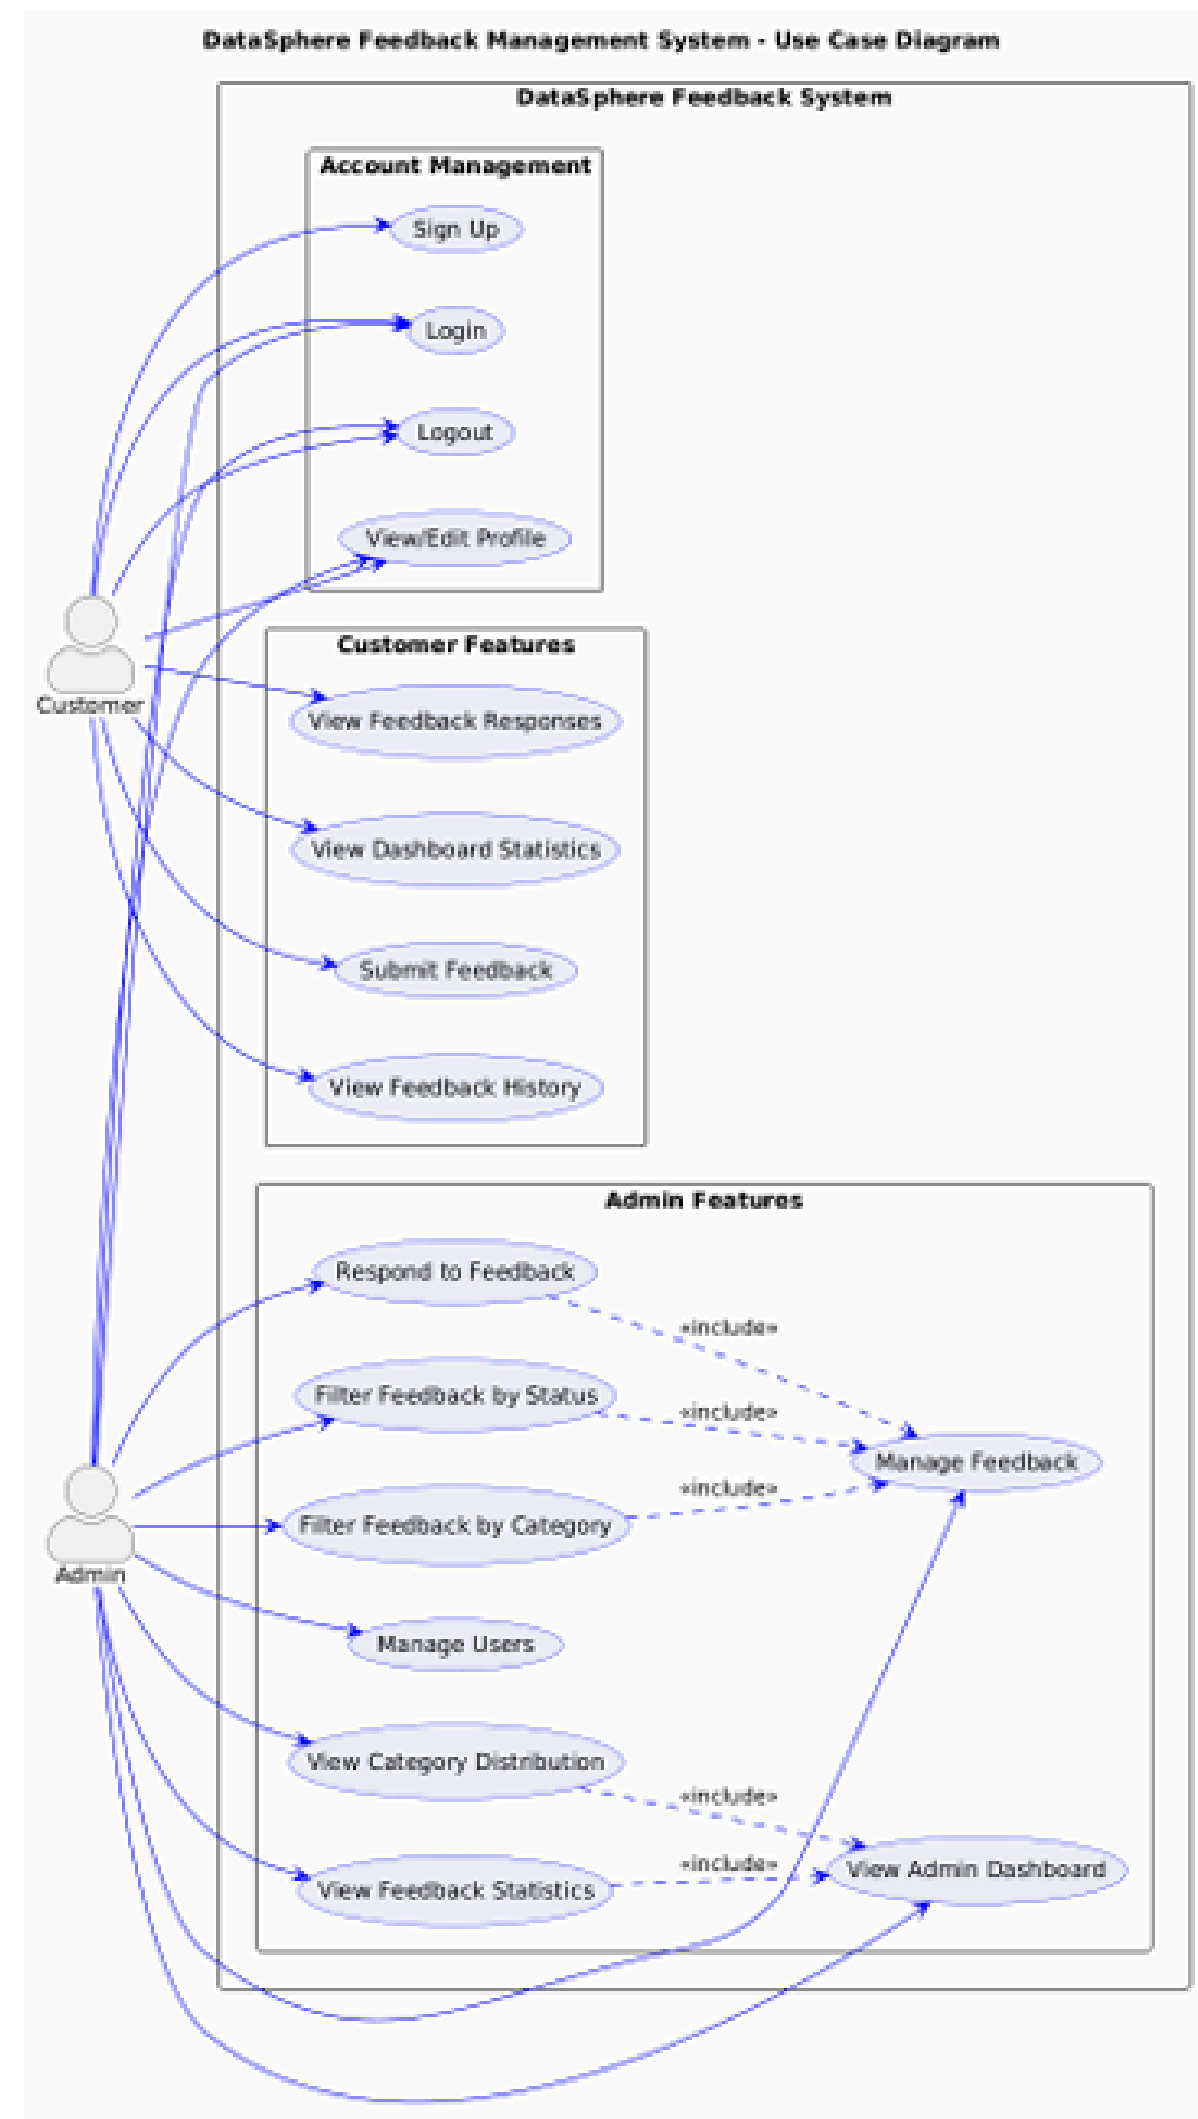 DataSphere Feedback Management System - Use Case Diagram
DataSphere Feedback System
Account Management
Sign Up
Login
Logout
View/Edit Profile
Customer
Customer Features
View Feedback Responses
View Dashboard Statistics
Submit Feedback
View Feedback History
Admin Features
Respond to Feedback
«include»
Filter Feedback by Status
«include»
Manage Feedback
«include»
Filter Feedback by Category
Admin
Manage Users
View Category Distribution
«include»
«include»
View Admin Dashboard
View Feedback Statistics